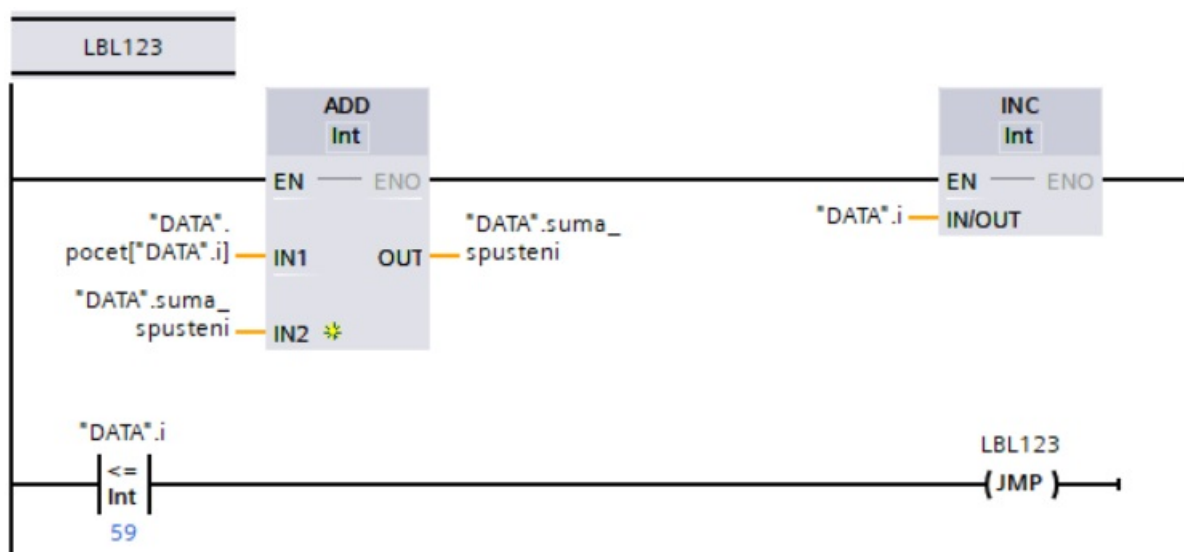 LBL123
ADD
Int
EN ENO
"DATA".
pocet["DATA".i]
IN1
OUT
"DATA".suma_
spusteni
"DATA".suma_
spusteni
IN2
INC
Int
EN ENO
"DATA".i
IN/OUT
"DATA".i
<=
Int
59
LBL123
JMP